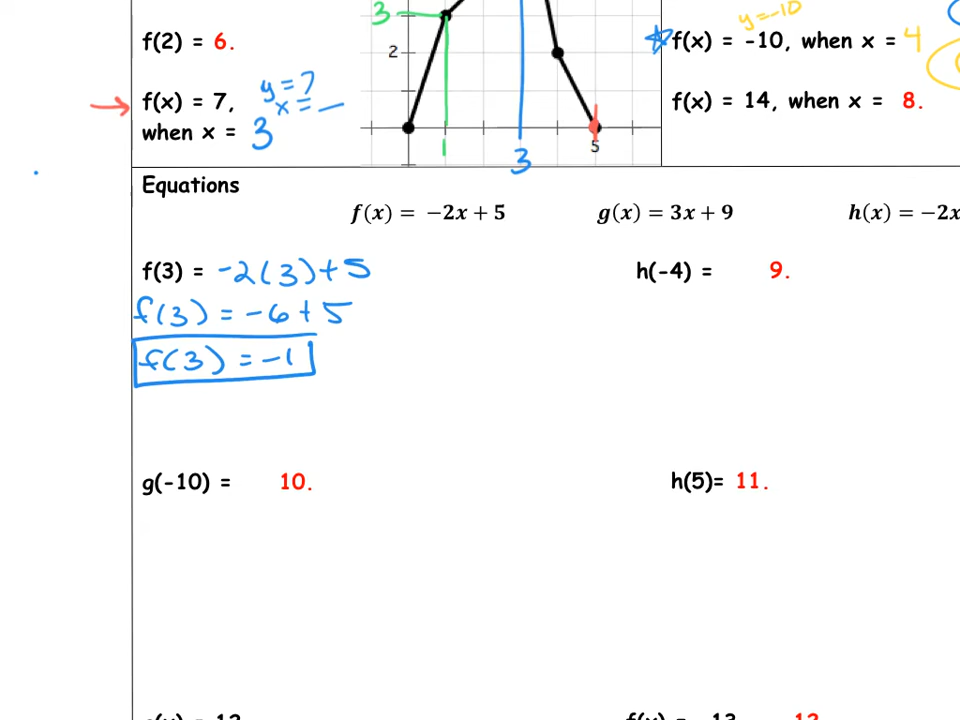 f(2) = 6.
f(x) = 7,
y = 7
x = _
when x = 3
3
2
1
3
5
y = -10
f(x) = -10, when x = 4
f(x) = 14, when x = 8.
Equations
f(x) = −2x + 5
g(x) = 3x + 9
h(x) = −2x
f(3) = -2(3)+5
f(3) = -6+5
f(3) = -1
h(-4) = 9.
g(-10) = 10.
h(5)= 11.